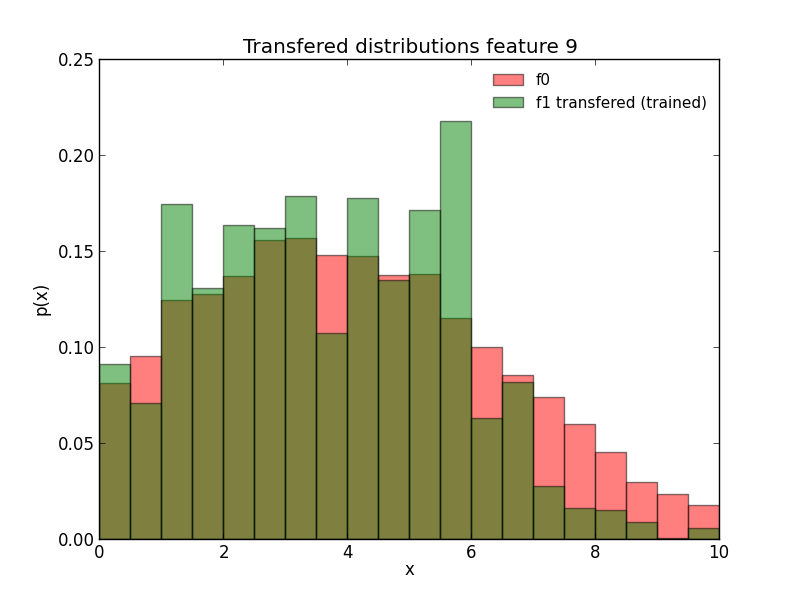 Transfered distributions feature 9
f0
f1 transfered (trained)
p(x)
0.25
0.20
0.15
0.10
0.05
0.00
0 2 4 6 8 10
x